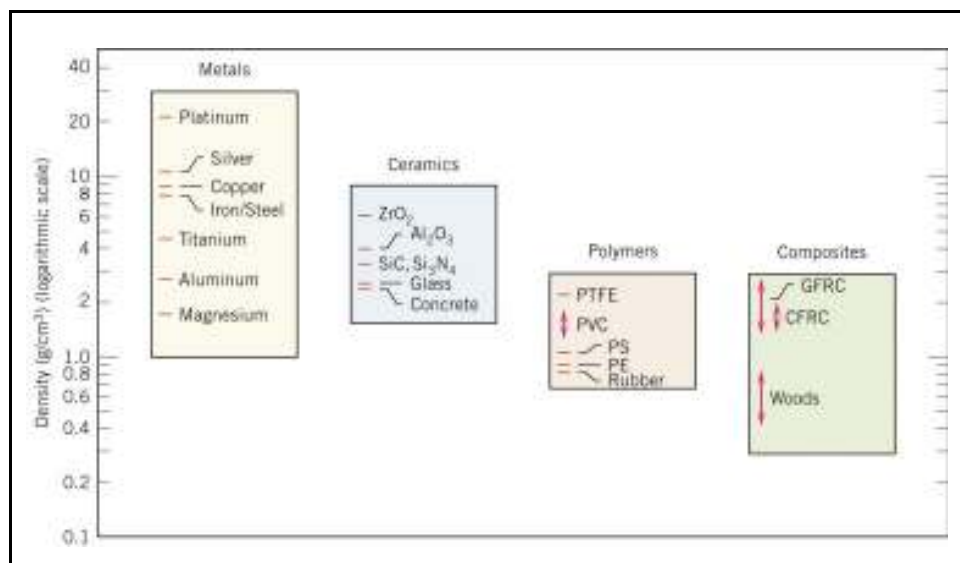 Density (g/cm³) (logarithmic scale)
40
20
10
8
6
4
2
1.0
0.8
0.6
0.4
0.2
0.1
Metals
Platinum
Silver
Copper
Iron/Steel
Titanium
Aluminum
Magnesium
Ceramics
ZrO₂
Al₂O₃
SiC, Si₃N₄
Glass
Concrete
Polymers
PTFE
PVC
PS
PE
Rubber
Composites
GFRC
CFRC
Woods